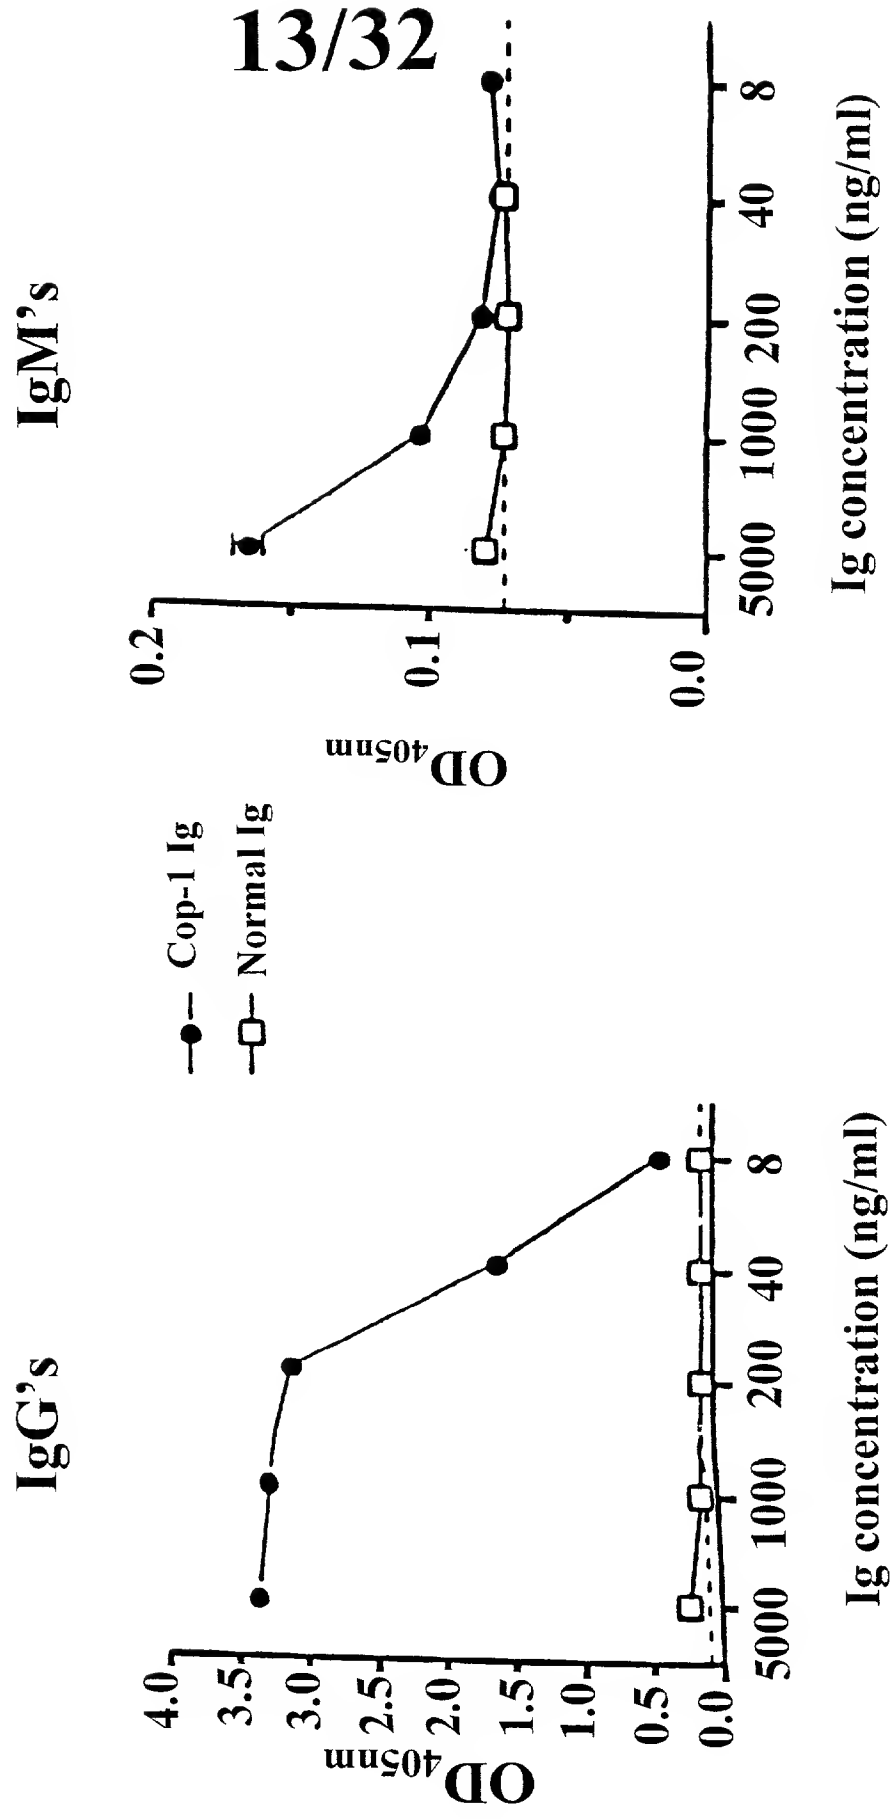 13/32
IgG's
OD405nm
4.0
3.5
3.0
2.5
2.0
1.5
1.0
0.5
0.0
5000 1000 200 40 8
Ig concentration (ng/ml)
Cop-1 Ig
Normal Ig
IgM's
OD405nm
0.2
0.1
0.0
5000 1000 200 40 8
Ig concentration (ng/ml)